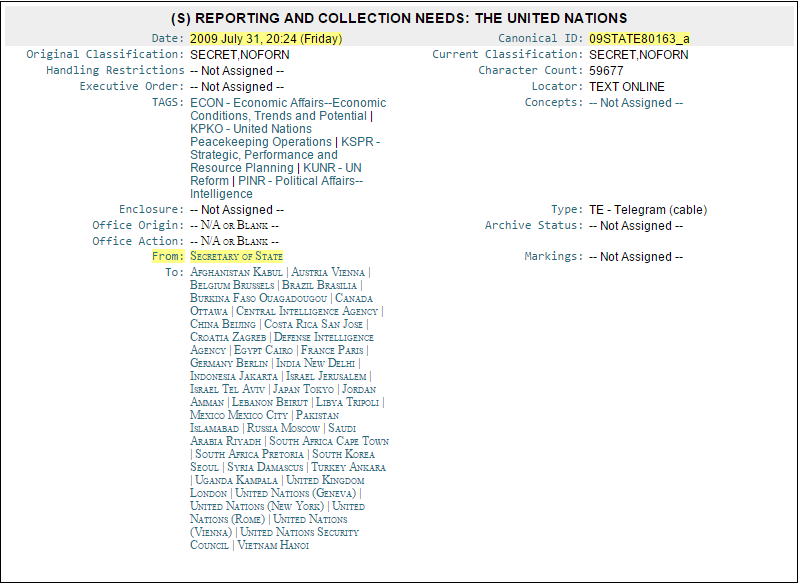 (S) REPORTING AND COLLECTION NEEDS: THE UNITED NATIONS
Date: 2009 July 31, 20:24 (Friday) Canonical ID: 09STATE80163_a
Original Classification: SECRET,NOFORN Current Classification: SECRET,NOFORN
Handling Restrictions -- Not Assigned -- Character Count: 59677
Executive Order: -- Not Assigned -- Locator: TEXT ONLINE
TAGS: ECON - Economic Affairs--Economic Concepts: -- Not Assigned --
Conditions, Trends and Potential |
KPKO - United Nations
Peacekeeping Operations | KSPR -
Strategic, Performance and
Resource Planning | KUNR - UN
Reform | PINR - Political Affairs--
Intelligence
Enclosure: -- Not Assigned -- Type: TE - Telegram (cable)
Office Origin: -- N/A or Blank -- Archive Status: -- Not Assigned --
Office Action: -- N/A or Blank --
From: Secretary of State Markings: -- Not Assigned --
To: Afghanistan Kabul | Austria Vienna |
Belgium Brussels | Brazil Brasilia |
Burkina Faso Ouagadougou | Canada
Ottawa | Central Intelligence Agency |
China Beijing | Costa Rica San Jose |
Croatia Zagreb | Defense Intelligence
Agency | Egypt Cairo | France Paris |
Germany Berlin | India New Delhi |
Indonesia Jakarta | Israel Jerusalem |
Israel Tel Aviv | Japan Tokyo | Jordan
Amman | Lebanon Beirut | Libya Tripoli |
Mexico Mexico City | Pakistan
Islamabad | Russia Moscow | Saudi
Arabia Riyadh | South Africa Cape Town
| South Africa Pretoria | South Korea
Seoul | Syria Damascus | Turkey Ankara
| Uganda Kampala | United Kingdom
London | United Nations (Geneva) |
United Nations (New York) | United
Nations (Rome) | United Nations
(Vienna) | United Nations Security
Council | Vietnam Hanoi